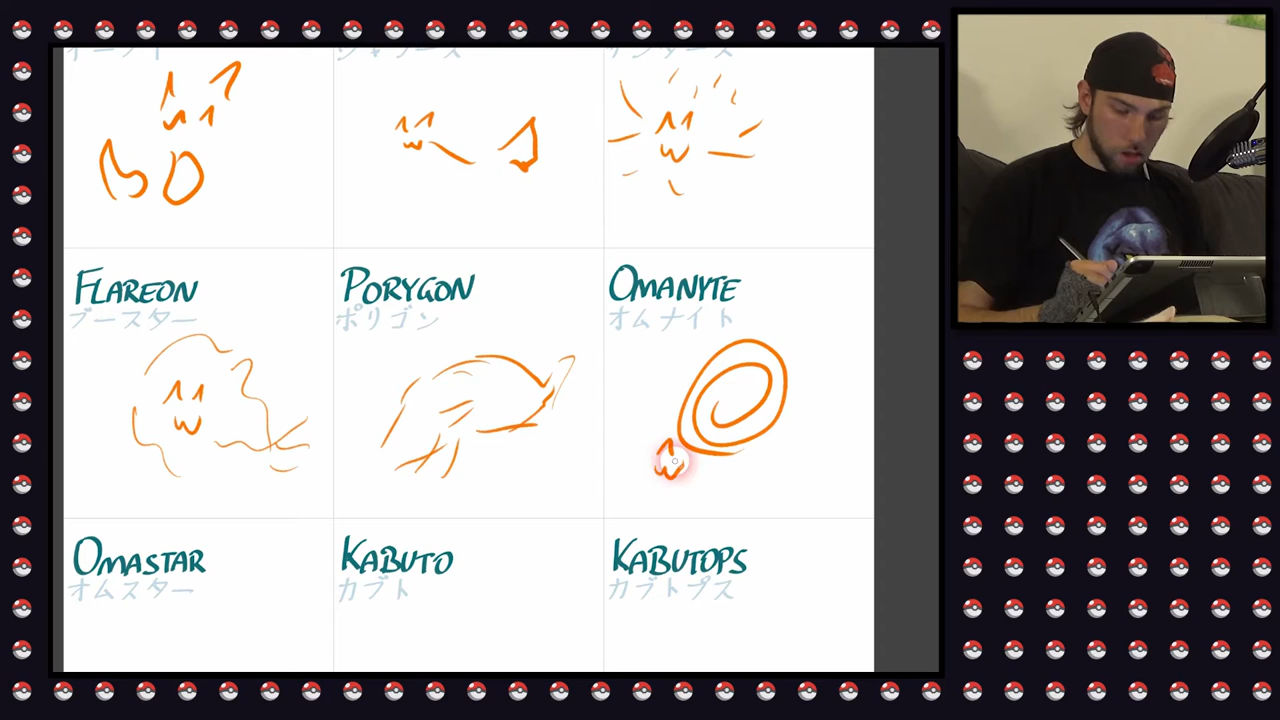 FLAREON
ブースター
PORYGON
ポリゴン
OMANYTE
オムナイト
OMASTAR
オムスター
KABUTO
カブト
KABUTOPS
カブトプス